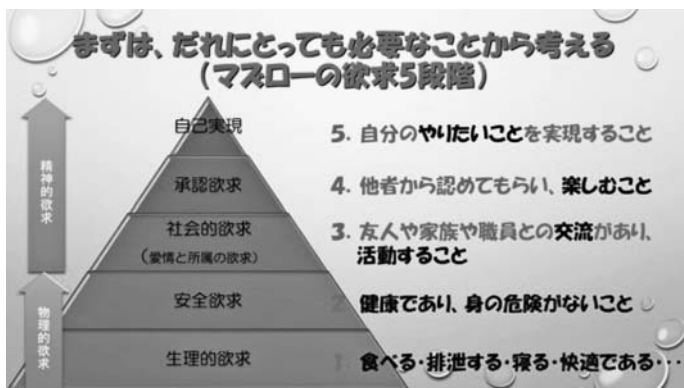 まずは、だれにとっても必要なことから考える
(マズローの欲求5段階)
精神的欲求
物理的欲求
自己実現
承認欲求
社会的欲求
(愛情と所属の欲求)
安全欲求
生理的欲求
5. 自分のやりたいことを実現すること
4. 他者から認めてもらい、楽しむこと
3. 友人や家族や職員との交流があり、
活動すること
2. 健康であり、身の危険がないこと
1. 食べる・排泄する・寝る・快適である・・・